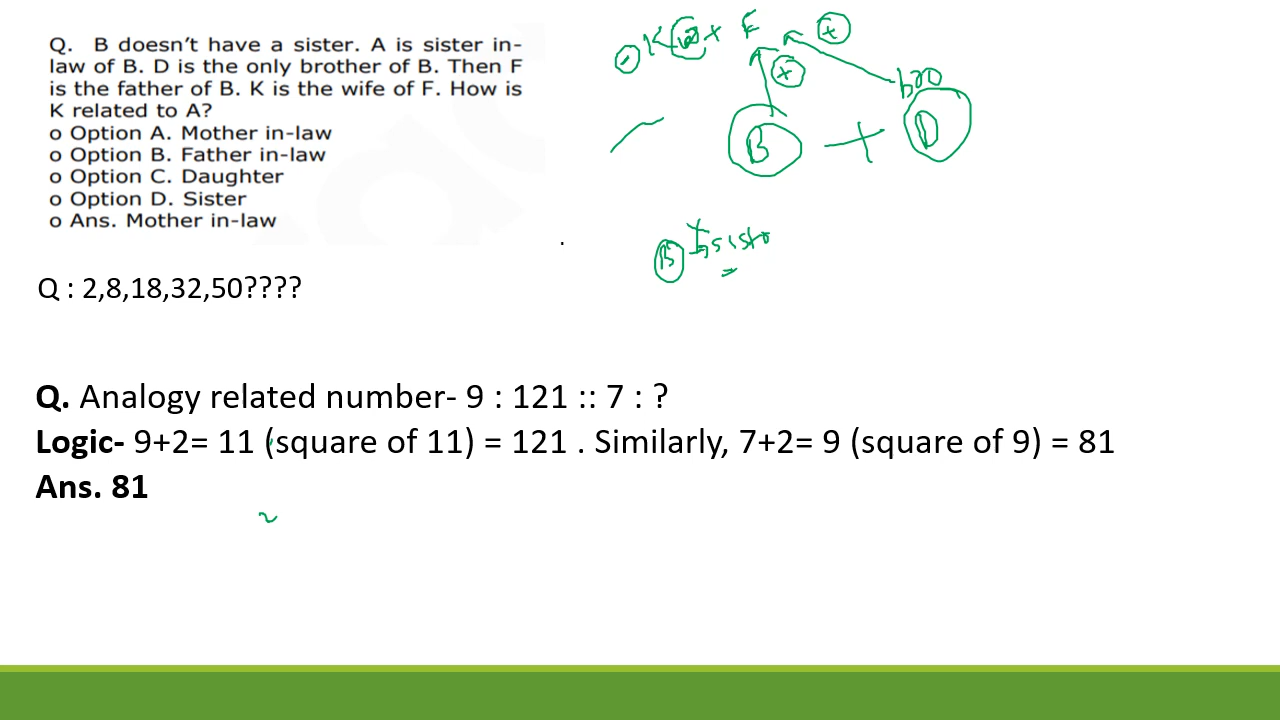 Q. B doesn't have a sister. A is sister in-
law of B. D is the only brother of B. Then F
is the father of B. K is the wife of F. How is
K related to A?
o Option A. Mother in-law
o Option B. Father in-law
o Option C. Daughter
o Option D. Sister
o Ans. Mother in-law
K
F
bro
B
D
B
Q : 2,8,18,32,50????
Q. Analogy related number- 9 : 121 :: 7 : ?
Logic- 9+2= 11 (square of 11) = 121 . Similarly, 7+2= 9 (square of 9) = 81
Ans. 81